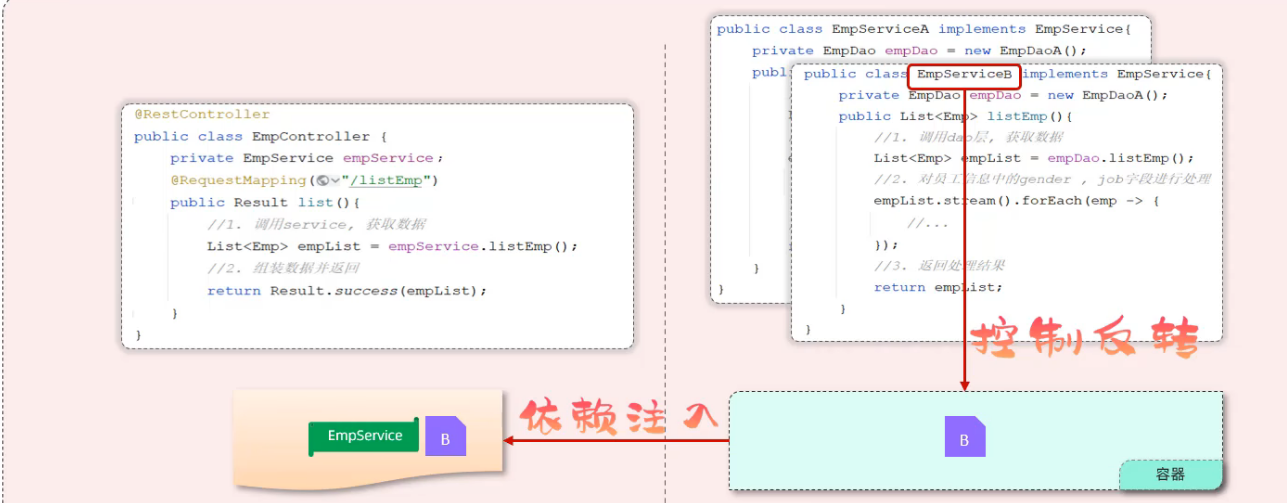 @RestController
public class EmpController {
private EmpService empService;
@RequestMapping("/listEmp")
public Result list(){
//1. 调用service, 获取数据
List<Emp> empList = empService.listEmp();
//2. 组装数据并返回
return Result.success(empList);
}
}
public class EmpServiceA implements EmpService{
private EmpDao empDao = new EmpDaoA();
publ
}
}
public class EmpServiceB implements EmpService{
private EmpDao empDao = new EmpDaoA();
public List<Emp> listEmp(){
//1. 调用dao层, 获取数据
List<Emp> empList = empDao.listEmp();
//2. 对员工信息中的gender , job字段进行处理
empList.stream().forEach(emp -> {
//...
});
//3. 返回处理结果
return empList;
}
}
控制反转
依赖注入
EmpService
B
B
容器